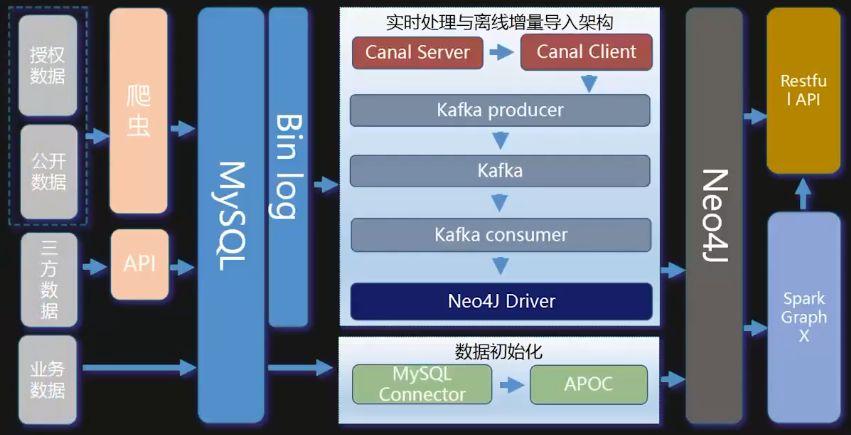 授权
数据
公开
数据
三
方
数
据
业务
数据
爬
虫
API
MySQL
Bin log
实时处理与离线增量导入架构
Canal Server
Canal Client
Kafka producer
Kafka
Kafka consumer
Neo4J Driver
数据初始化
MySQL
Connector
APOC
Neo4J
Restfu
l API
Spark
Graph
X